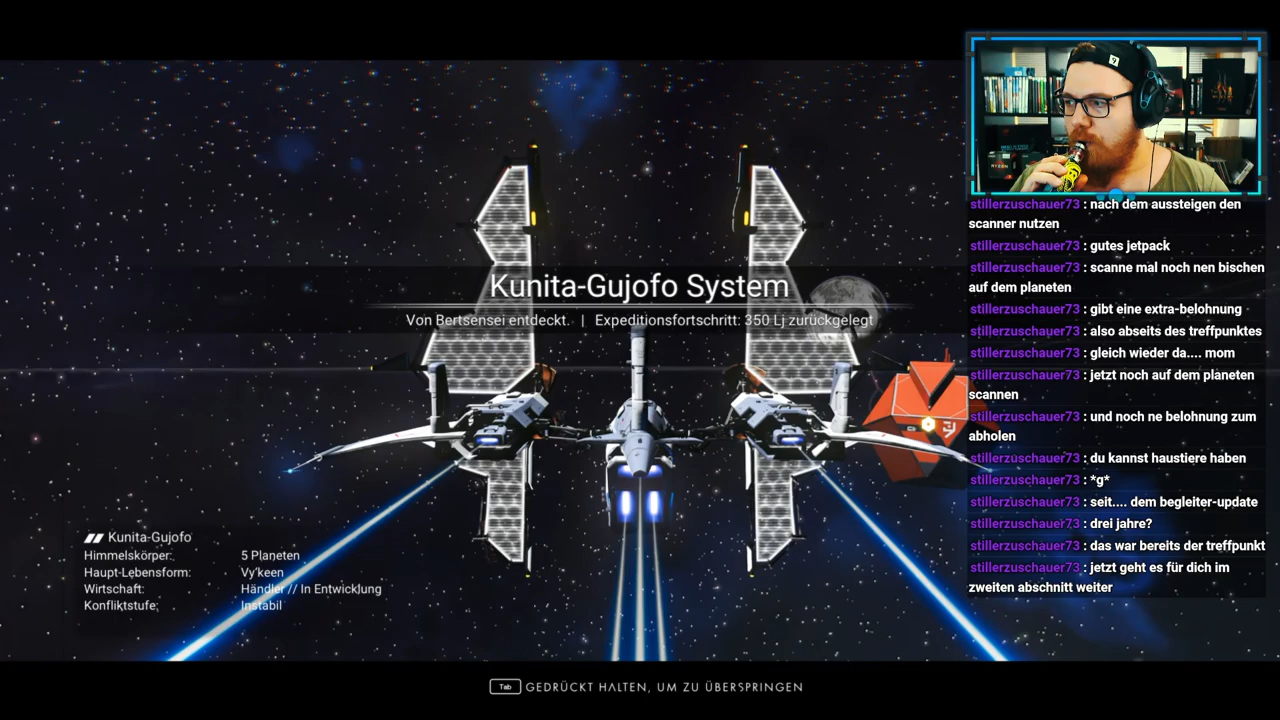 Kunita-Gujofo System
Von Bertsensei entdeckt. | Expeditionsfortschritt: 350 Lj zurückgelegt
Kunita-Gujofo
Himmelskörper: 5 Planeten
Haupt-Lebensform: Vy'keen
Wirtschaft: Händler // In Entwicklung
Konfliktstufe: Instabil
Tab GEDRÜCKT HALTEN, UM ZU ÜBERSPRINGEN
stillerzuschauer73 : nach dem aussteigen den
scanner nutzen
stillerzuschauer73 : gutes jetpack
stillerzuschauer73 : scanne mal noch nen bischen
auf dem planeten
stillerzuschauer73 : gibt eine extra-belohnung
stillerzuschauer73 : also abseits des treffpunktes
stillerzuschauer73 : gleich wieder da.... mom
stillerzuschauer73 : jetzt noch auf dem planeten
scannen
stillerzuschauer73 : und noch ne belohnung zum
abholen
stillerzuschauer73 : du kannst haustiere haben
stillerzuschauer73 : *g*
stillerzuschauer73 : seit.... dem begleiter-update
stillerzuschauer73 : drei jahre?
stillerzuschauer73 : das war bereits der treffpunkt
stillerzuschauer73 : jetzt geht es für dich im
zweiten abschnitt weiter